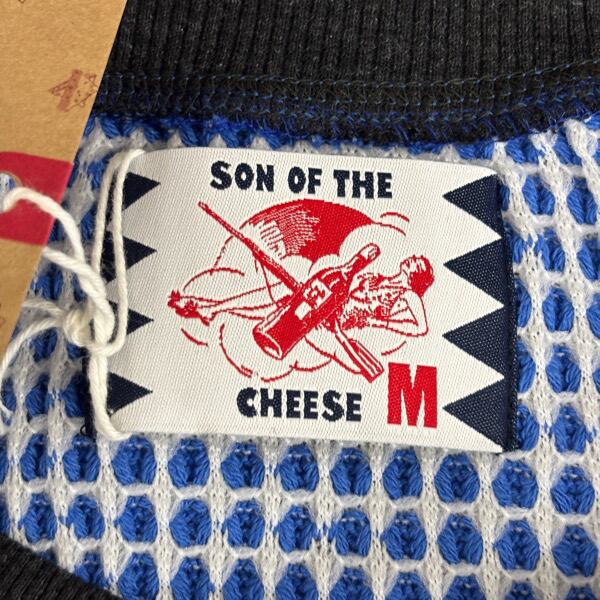 SON OF THE
CHEESE M